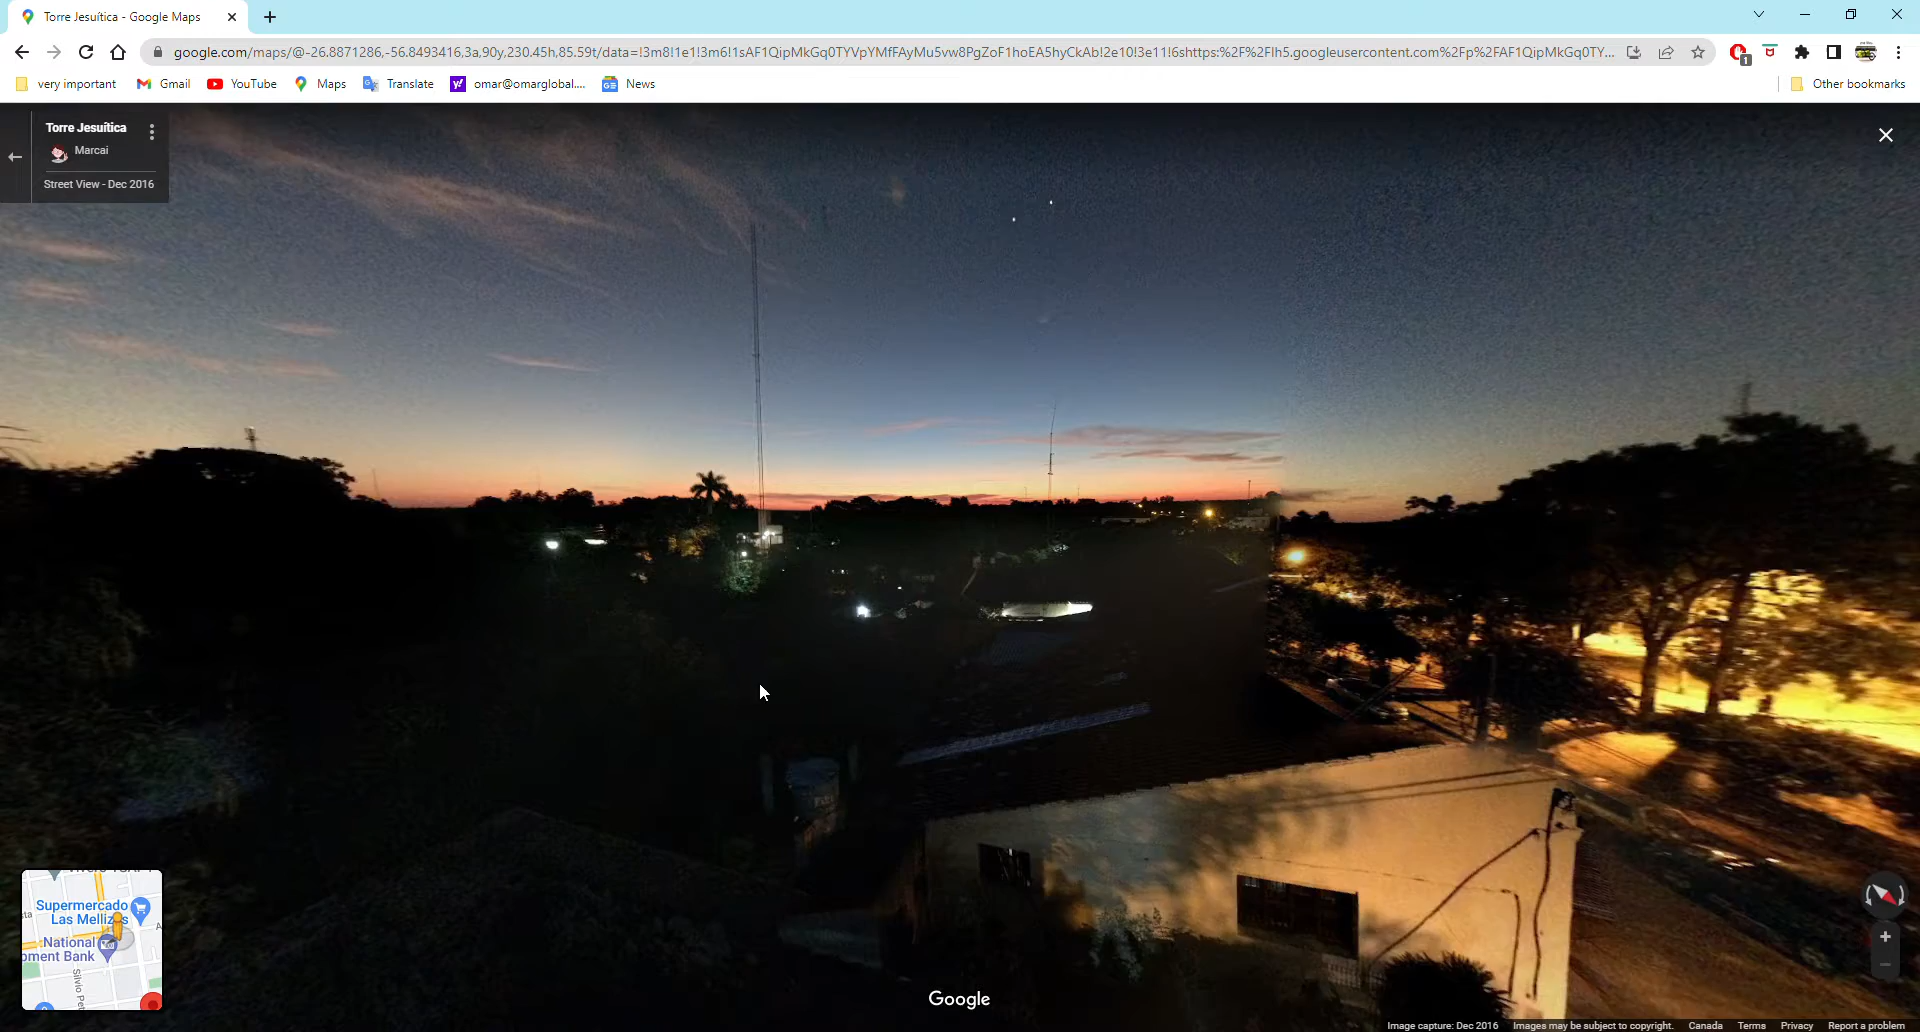 Torre Jesuítica - Google Maps
google.com/maps/@-26.8871286,-56.8493416,3a,90y,230.45h,85.59t/data=!3m8!1e1!3m6!1sAF1QipMkGq0TYVpYMfFAyMu5vw8PgZoF1hoEA5hyCkAb!2e10!3e11!6shttps:%2F%2Flh5.googleusercontent.com%2Fp%2FAF1QipMkGq0TY...
1
very important
Gmail
YouTube
Maps
Translate
omar@omarglobal....
News
Other bookmarks
Torre Jesuítica
Marcai
Street View - Dec 2016
Supermercado
Las Mellizas
National
pment Bank
Silvio Pet
Google
Image capture: Dec 2016 Images may be subject to copyright. Canada Terms Privacy Report a problem